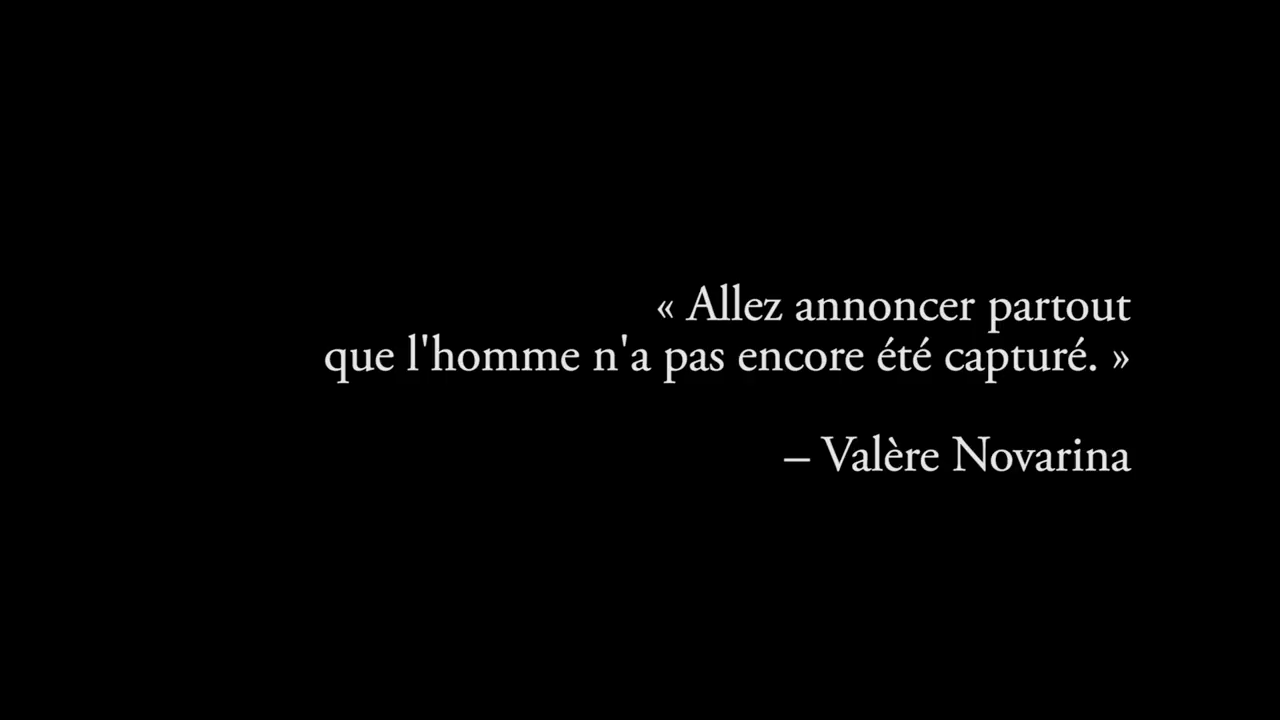 « Allez annoncer partout
que l'homme n'a pas encore été capturé. »
– Valère Novarina